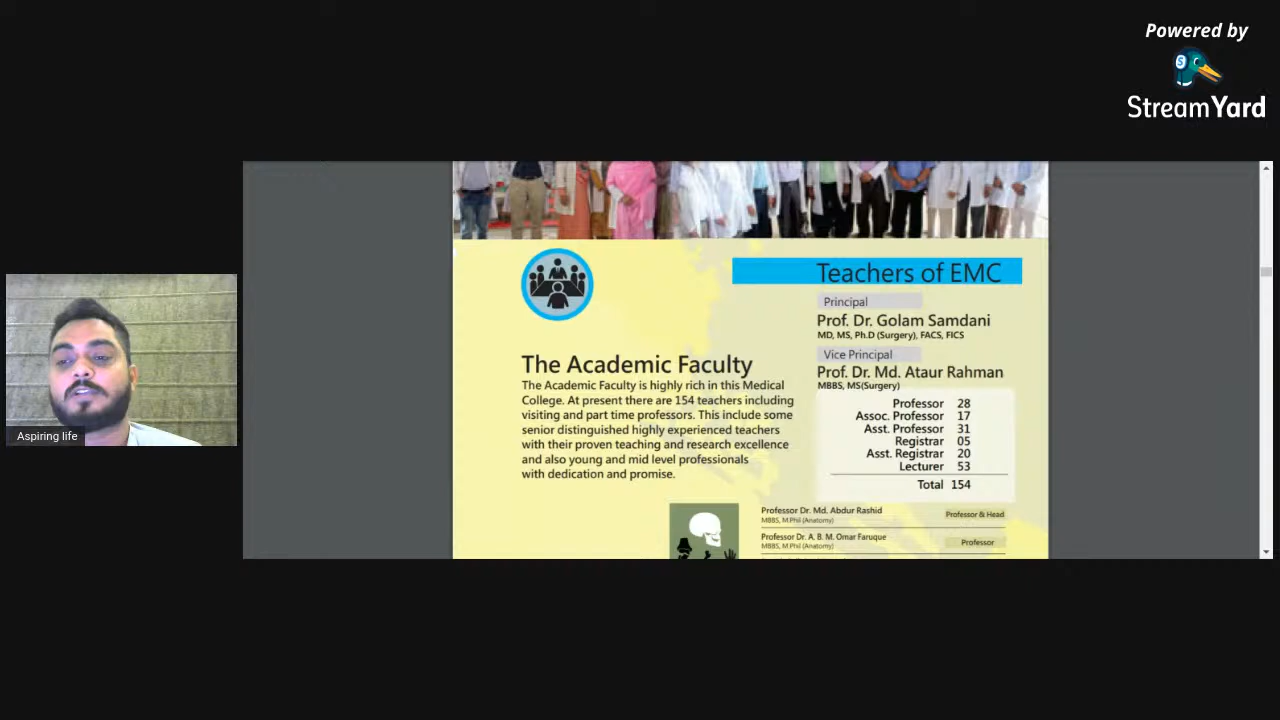 Powered by
StreamYard
Teachers of EMC
Principal
Prof. Dr. Golam Samdani
MD, MS, Ph.D (Surgery), FACS, FICS
Vice Principal
Prof. Dr. Md. Ataur Rahman
MBBS, MS(Surgery)
The Academic Faculty
The Academic Faculty is highly rich in this Medical
College. At present there are 154 teachers including
visiting and part time professors. This include some
senior distinguished highly experienced teachers
with their proven teaching and research excellence
and also young and mid level professionals
with dedication and promise.
Professor 28
Assoc. Professor 17
Asst. Professor 31
Registrar 05
Asst. Registrar 20
Lecturer 53
Total 154
Professor Dr. Md. Abdur Rashid
MBBS, M.Phil (Anatomy)
Professor & Head
Professor Dr. A. B. M. Omar Faruque
MBBS, M.Phil (Anatomy)
Professor
Aspiring life